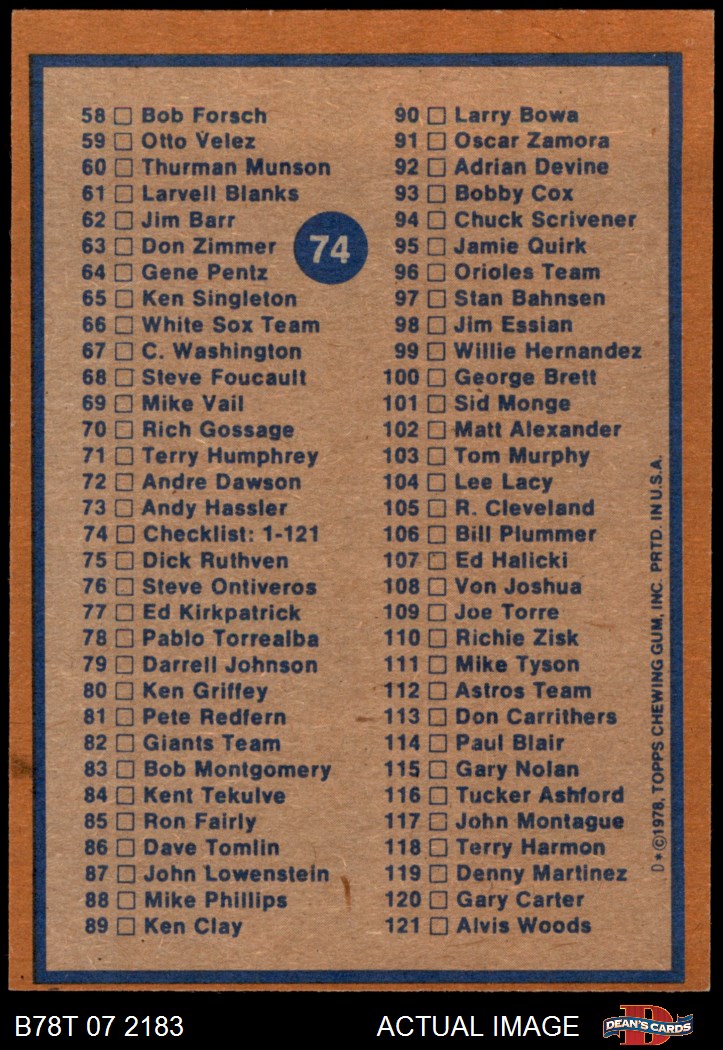 58 Bob Forsch
59 Otto Velez
60 Thurman Munson
61 Larvell Blanks
62 Jim Barr
63 Don Zimmer
64 Gene Pentz
65 Ken Singleton
66 White Sox Team
67 C. Washington
68 Steve Foucault
69 Mike Vail
70 Rich Gossage
71 Terry Humphrey
72 Andre Dawson
73 Andy Hassler
74 Checklist: 1-121
75 Dick Ruthven
76 Steve Ontiveros
77 Ed Kirkpatrick
78 Pablo Torrealba
79 Darrell Johnson
80 Ken Griffey
81 Pete Redfern
82 Giants Team
83 Bob Montgomery
84 Kent Tekulve
85 Ron Fairly
86 Dave Tomlin
87 John Lowenstein
88 Mike Phillips
89 Ken Clay
74
90 Larry Bowa
91 Oscar Zamora
92 Adrian Devine
93 Bobby Cox
94 Chuck Scrivener
95 Jamie Quirk
96 Orioles Team
97 Stan Bahnsen
98 Jim Essian
99 Willie Hernandez
100 George Brett
101 Sid Monge
102 Matt Alexander
103 Tom Murphy
104 Lee Lacy
105 R. Cleveland
106 Bill Plummer
107 Ed Halicki
108 Von Joshua
109 Joe Torre
110 Richie Zisk
111 Mike Tyson
112 Astros Team
113 Don Carrithers
114 Paul Blair
115 Gary Nolan
116 Tucker Ashford
117 John Montague
118 Terry Harmon
119 Denny Martinez
120 Gary Carter
121 Alvis Woods
D*©1978, TOPPS CHEWING GUM, INC. PRTD. IN U.S.A.
B78T 07 2183
ACTUAL IMAGE
D
DEAN'S CARDS